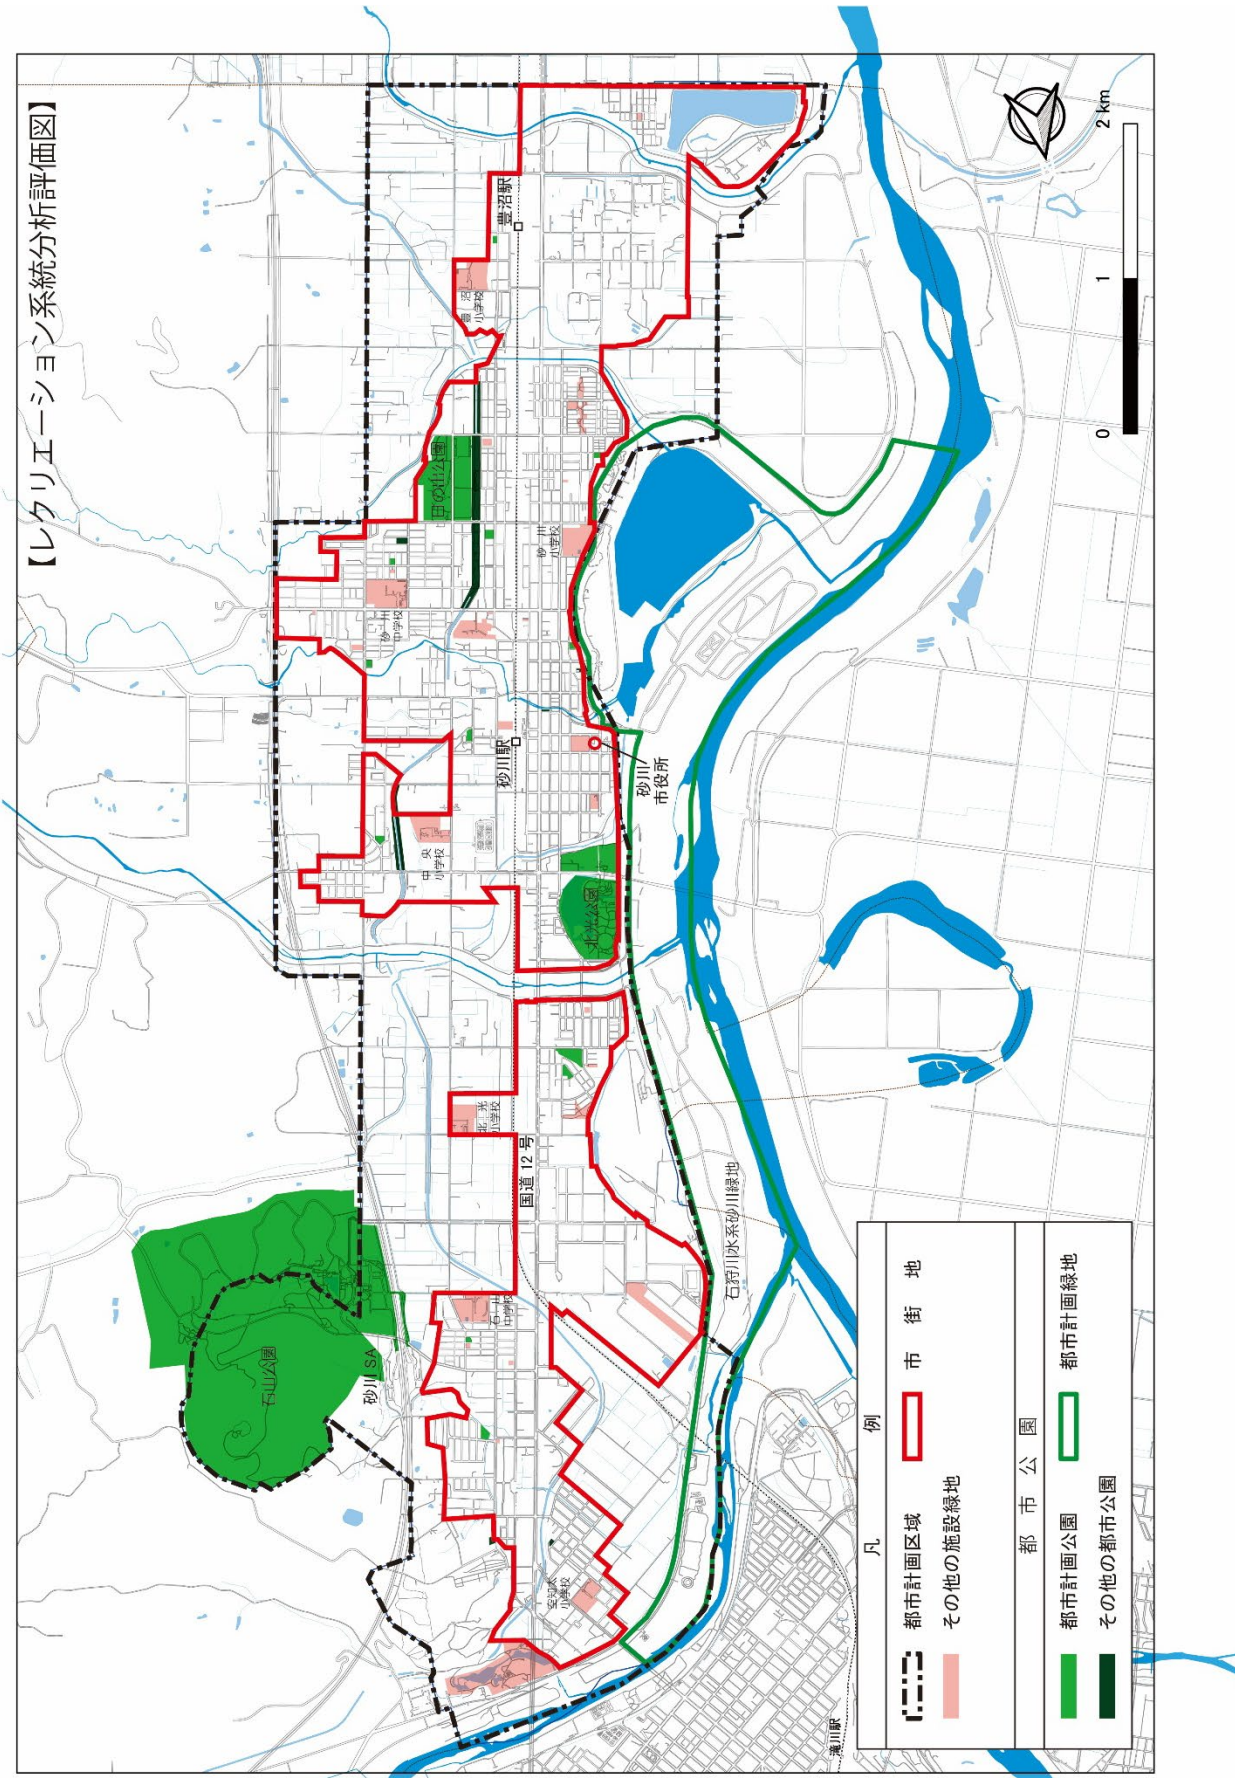 【レクリエーション系統分析評価図】
豊沼駅
豊 沼
小学校
日の出公園
砂 川
小学校
砂 川
中学校
砂川駅
砂川
市役所
中 央
小学校
北光公園
北 光
小学校
国道 12 号
石狩川水系砂川緑地
石山公園
砂川 SA
石 山
中学校
空知太
小学校
滝川駅
0 1 2 km
凡 例
都市計画区域
市 街 地
その他の施設緑地
都 市 公 園
都市計画公園
都市計画緑地
その他の都市公園